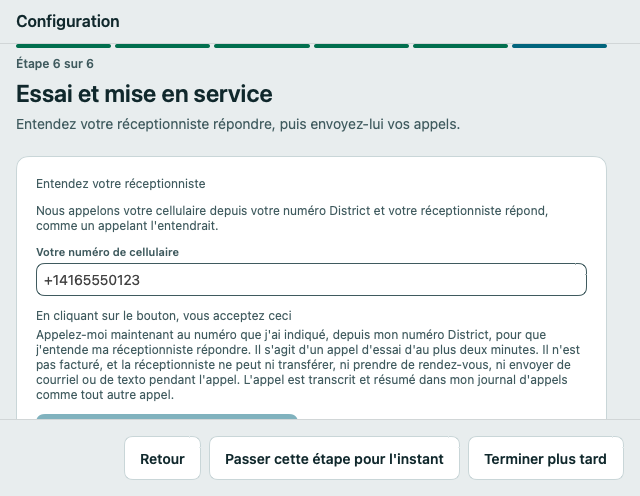 Configuration
Étape 6 sur 6
Essai et mise en service
Entendez votre réceptionniste répondre, puis envoyez-lui vos appels.
Entendez votre réceptionniste
Nous appelons votre cellulaire depuis votre numéro District et votre réceptionniste répond,
comme un appelant l'entendrait.
Votre numéro de cellulaire
+14165550123
En cliquant sur le bouton, vous acceptez ceci
Appelez-moi maintenant au numéro que j'ai indiqué, depuis mon numéro District, pour que
j'entende ma réceptionniste répondre. Il s'agit d'un appel d'essai d'au plus deux minutes. Il n'est
pas facturé, et la réceptionniste ne peut ni transférer, ni prendre de rendez-vous, ni envoyer de
courriel ou de texto pendant l'appel. L'appel est transcrit et résumé dans mon journal d'appels
comme tout autre appel.
Retour
Passer cette étape pour l'instant
Terminer plus tard